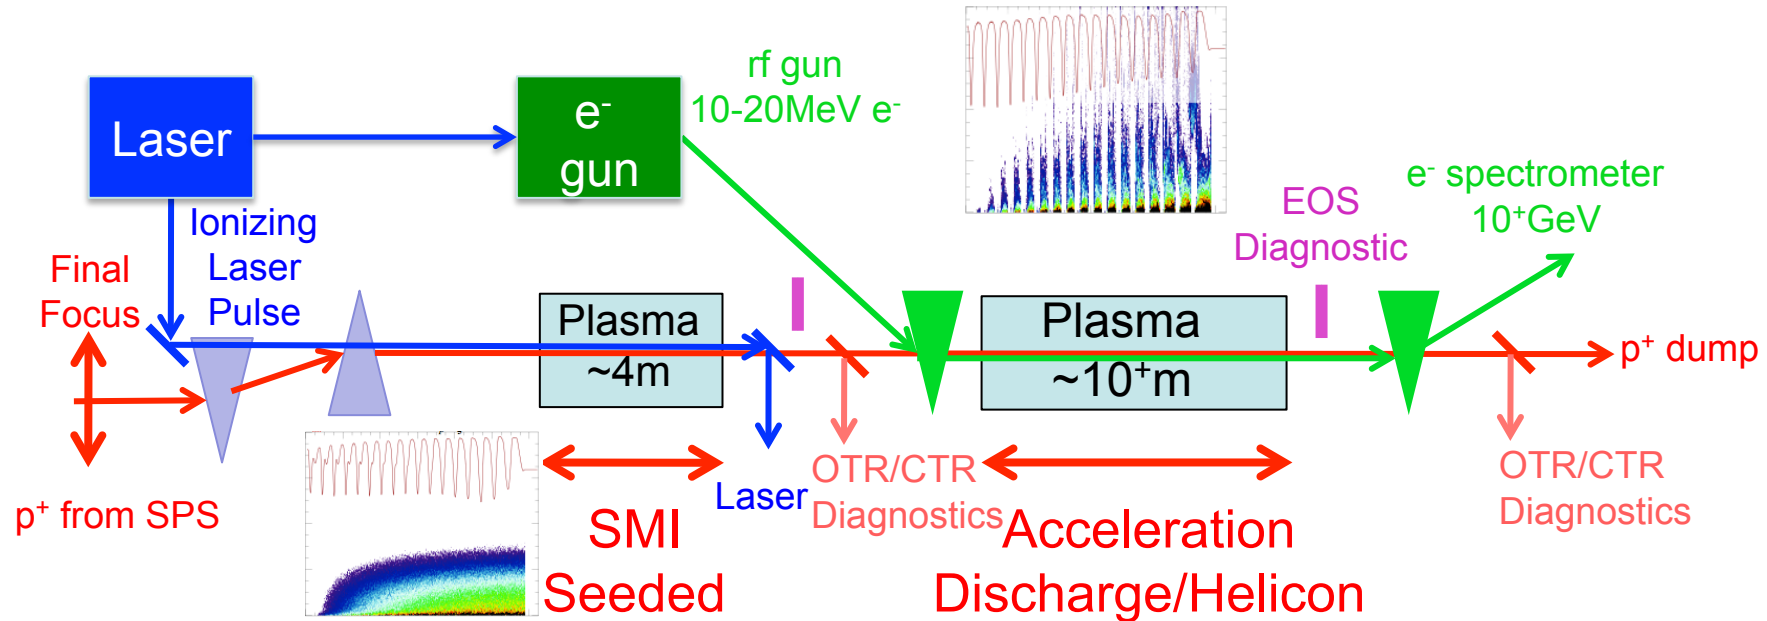 Laser
e⁻
gun
rf gun
10-20MeV e⁻
Ionizing
Laser
Pulse
Final
Focus
p⁺ from SPS
Plasma
~4m
SMI
Seeded
Laser
OTR/CTR
Diagnostics
Plasma
~10⁺m
Acceleration
Discharge/Helicon
EOS
Diagnostic
e⁻ spectrometer
10⁺GeV
p⁺ dump
OTR/CTR
Diagnostics